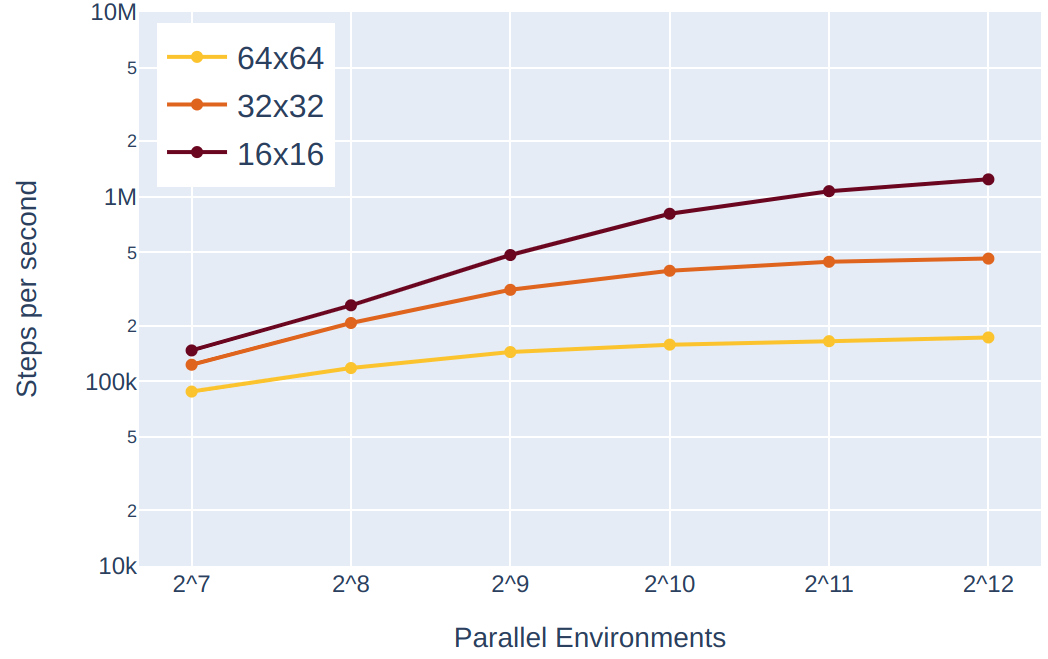 10M
5
2
1M
5
2
100k
5
2
10k
64x64
32x32
16x16
Steps per second
2^7
2^8
2^9
2^10
2^11
2^12
Parallel Environments